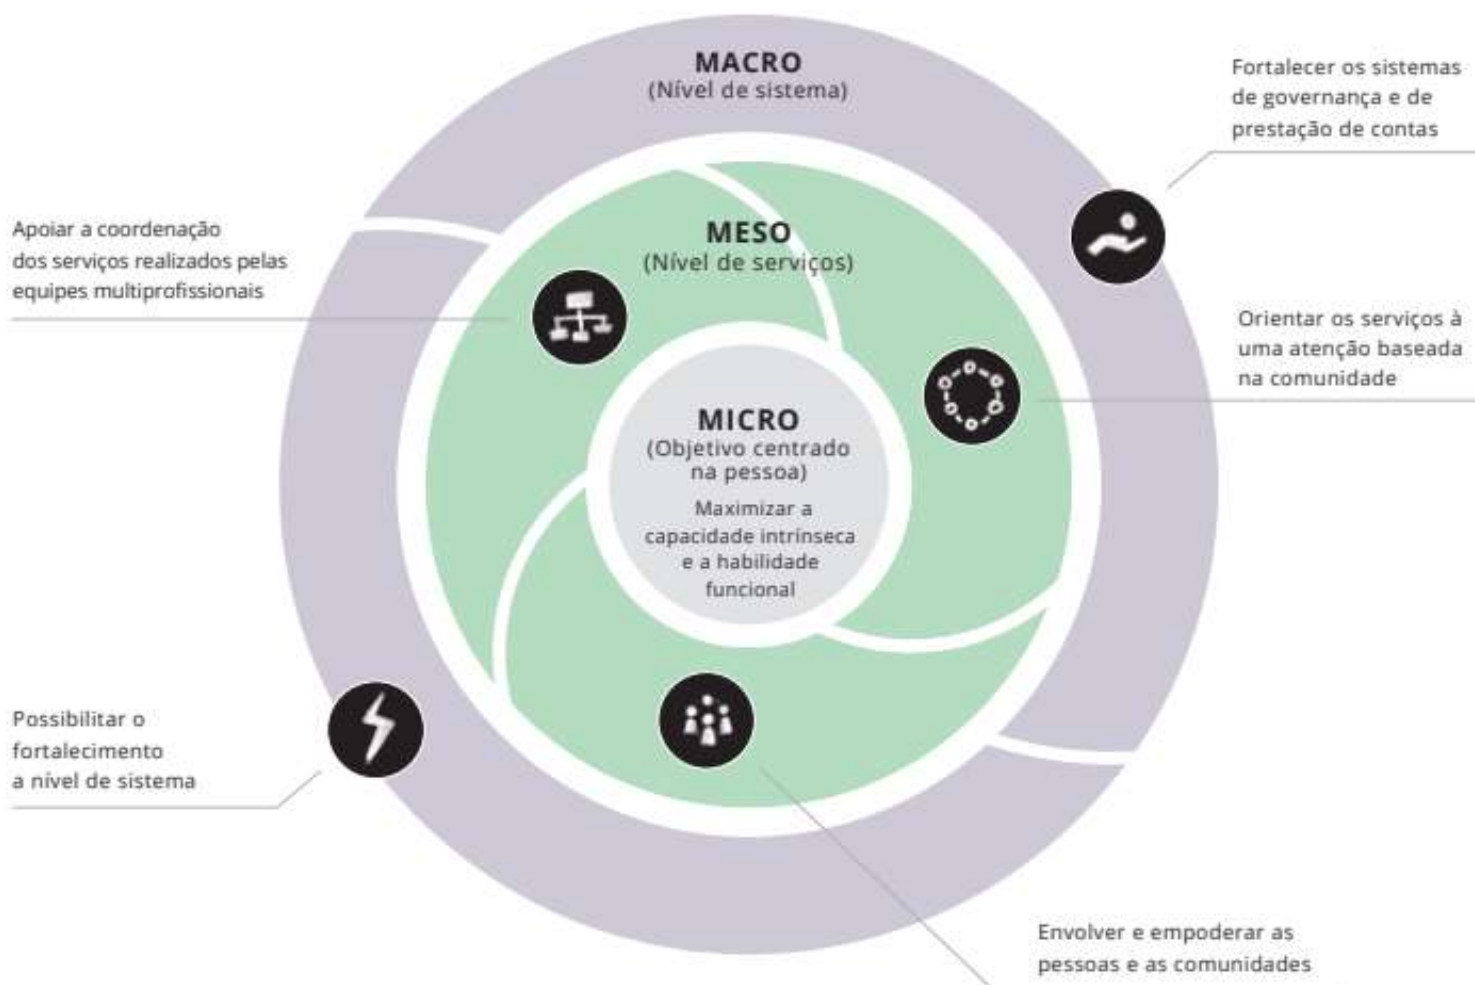 MACRO
(Nível de sistema)
Fortalecer os sistemas
de governança e de
prestação de contas
Apoiar a coordenação
dos serviços realizados pelas
equipes multiprofissionais
MESO
(Nível de serviços)
Orientar os serviços à
uma atenção baseada
na comunidade
MICRO
(Objetivo centrado
na pessoa)
Maximizar a
capacidade intrínseca
e a habilidade
funcional
Possibilitar o
fortalecimento
a nível de sistema
Envolver e empoderar as
pessoas e as comunidades